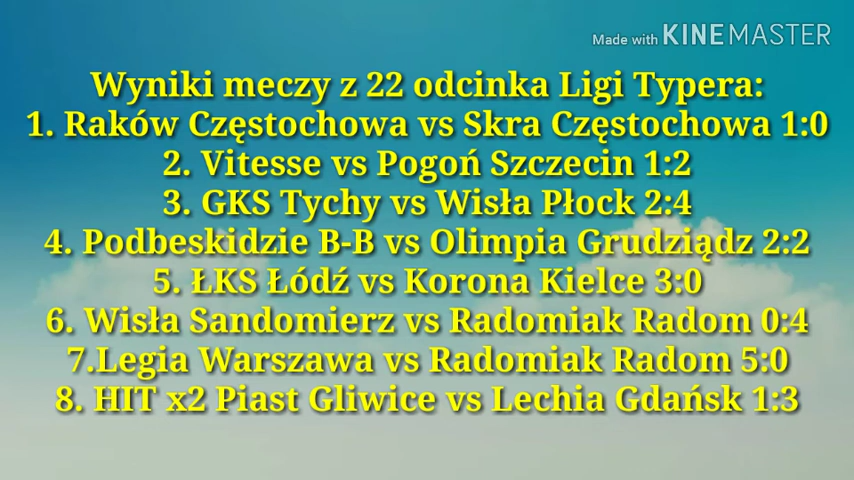 Made with KINEMASTER
Wyniki meczy z 22 odcinka Ligi Typera:
1. Raków Częstochowa vs Skra Częstochowa 1:0
2. Vitesse vs Pogoń Szczecin 1:2
3. GKS Tychy vs Wisła Płock 2:4
4. Podbeskidzie B-B vs Olimpia Grudziądz 2:2
5. ŁKS Łódź vs Korona Kielce 3:0
6. Wisła Sandomierz vs Radomiak Radom 0:4
7.Legia Warszawa vs Radomiak Radom 5:0
8. HIT x2 Piast Gliwice vs Lechia Gdańsk 1:3